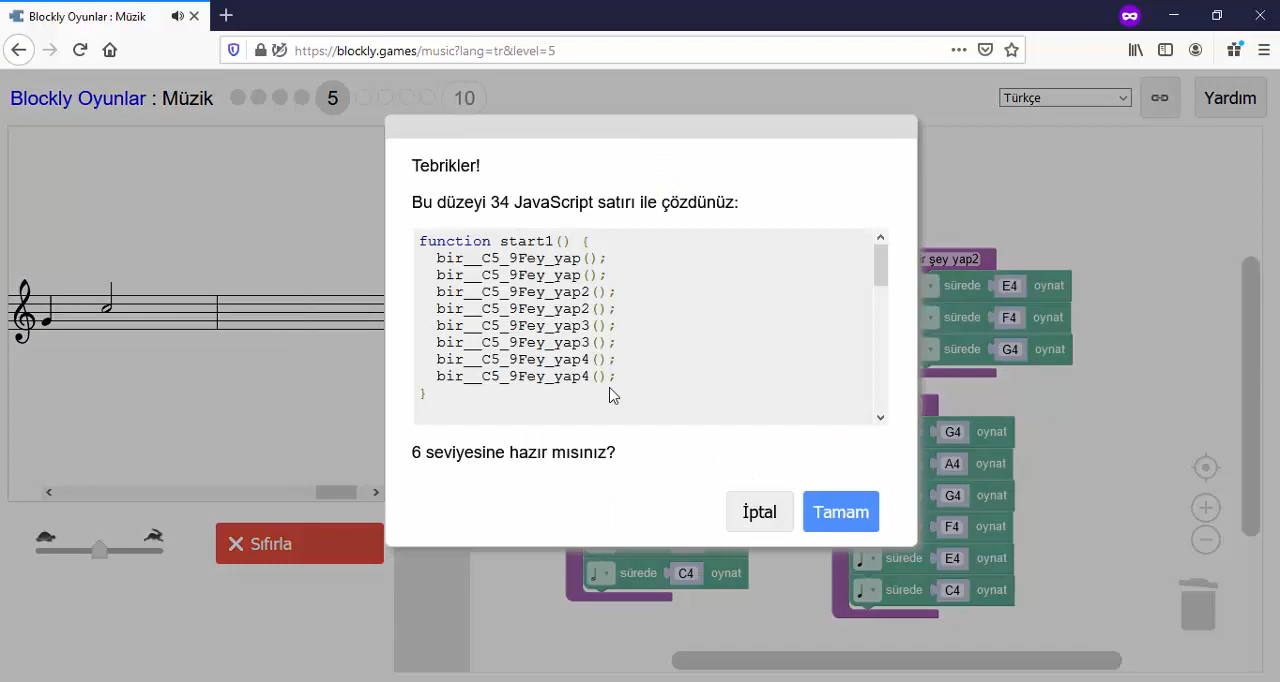 Blockly Oyunlar : Müzik
https://blockly.games/music?lang=tr&level=5
Blockly Oyunlar : Müzik
5
10
Türkçe
Yardım
Tebrikler!
Bu düzeyi 34 JavaScript satırı ile çözdünüz:
function start1() {
bir__C5_9Fey_yap();
bir__C5_9Fey_yap();
bir__C5_9Fey_yap2();
bir__C5_9Fey_yap2();
bir__C5_9Fey_yap3();
bir__C5_9Fey_yap3();
bir__C5_9Fey_yap4();
bir__C5_9Fey_yap4();
}
6 seviyesine hazır mısınız?
İptal
Tamam
Sıfırla
şey yap2
sürede E4 oynat
sürede F4 oynat
sürede G4 oynat
G4 oynat
A4 oynat
G4 oynat
F4 oynat
sürede E4 oynat
sürede C4 oynat
sürede C4 oynat